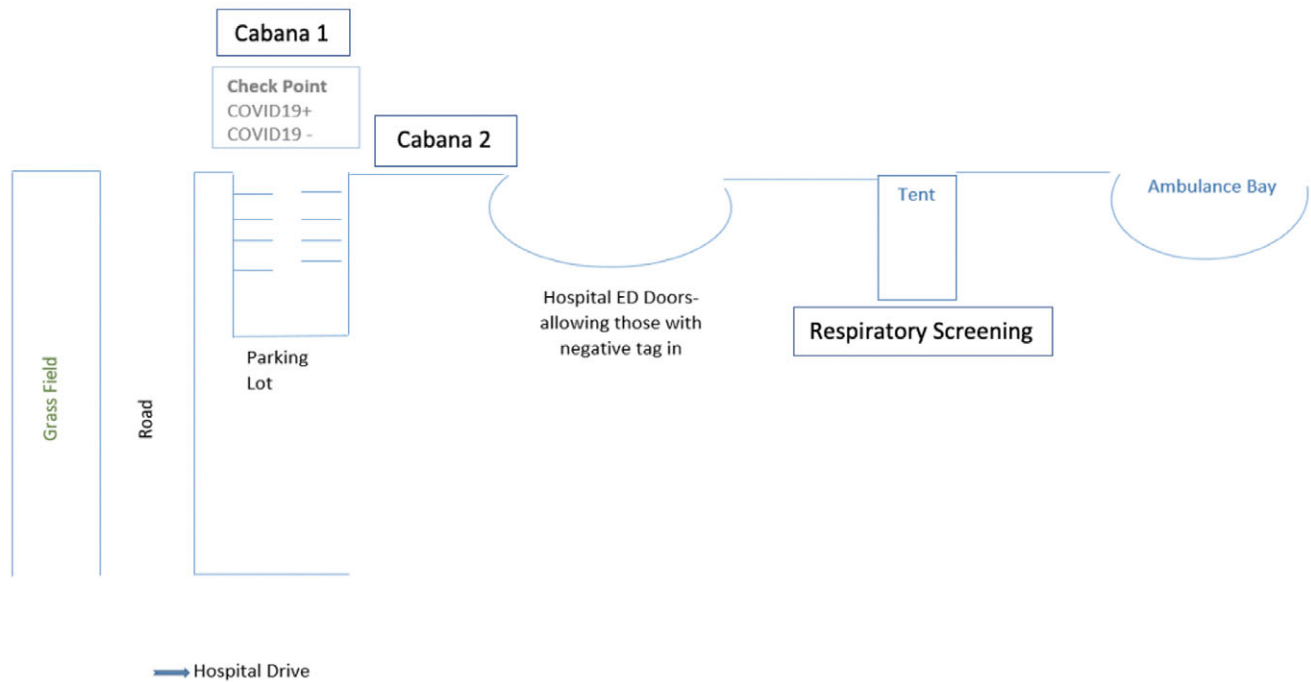 Cabana 1
Check Point
COVID19+
COVID19 -
Cabana 2
Tent
Ambulance Bay
Hospital ED Doors-
allowing those with
negative tag in
Respiratory Screening
Parking
Lot
Grass Field
Road
Hospital Drive